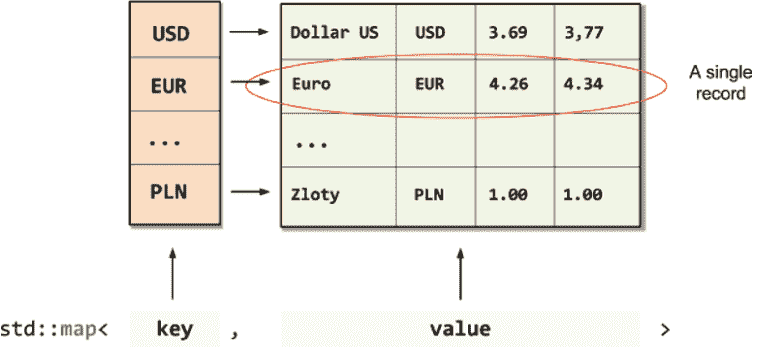 USD Dollar US USD 3.69 3,77
EUR Euro EUR 4.26 4.34
A single
record
... ...
PLN Zloty PLN 1.00 1.00
std::map< key , value >